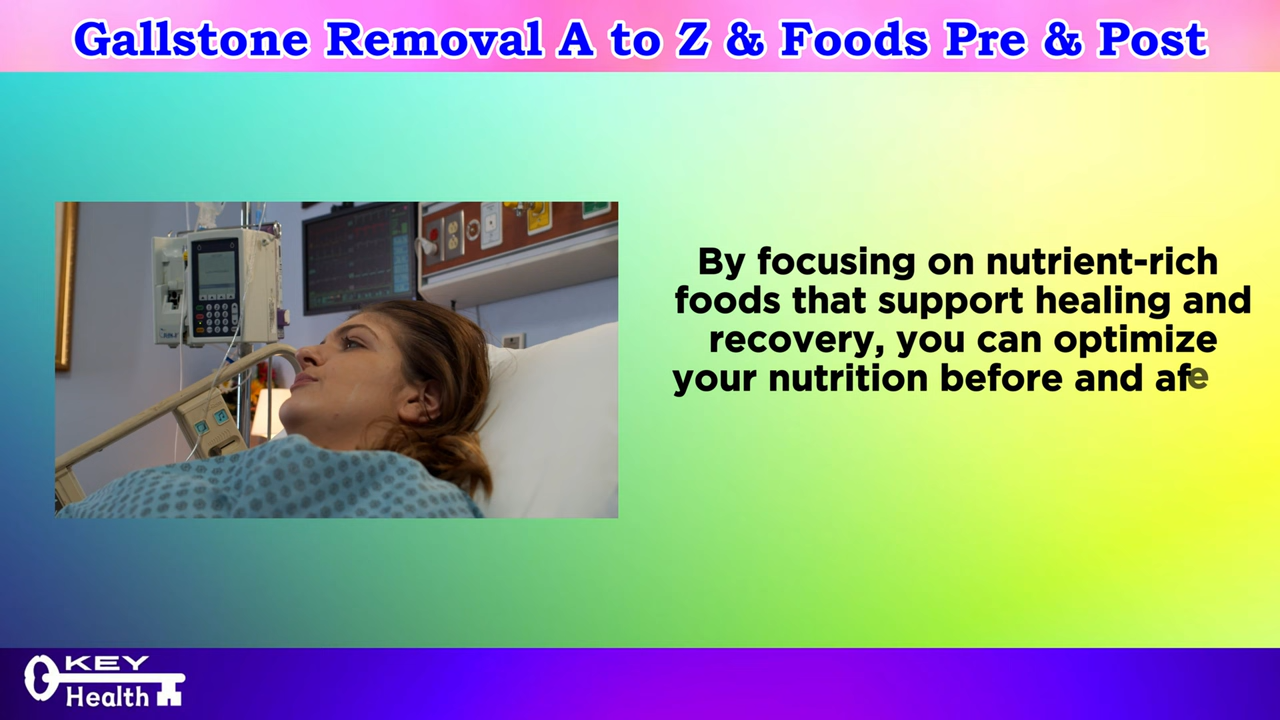 Gallstone Removal A to Z & Foods Pre & Post
By focusing on nutrient-rich
foods that support healing and
recovery, you can optimize
your nutrition before and afe
KEY
Health